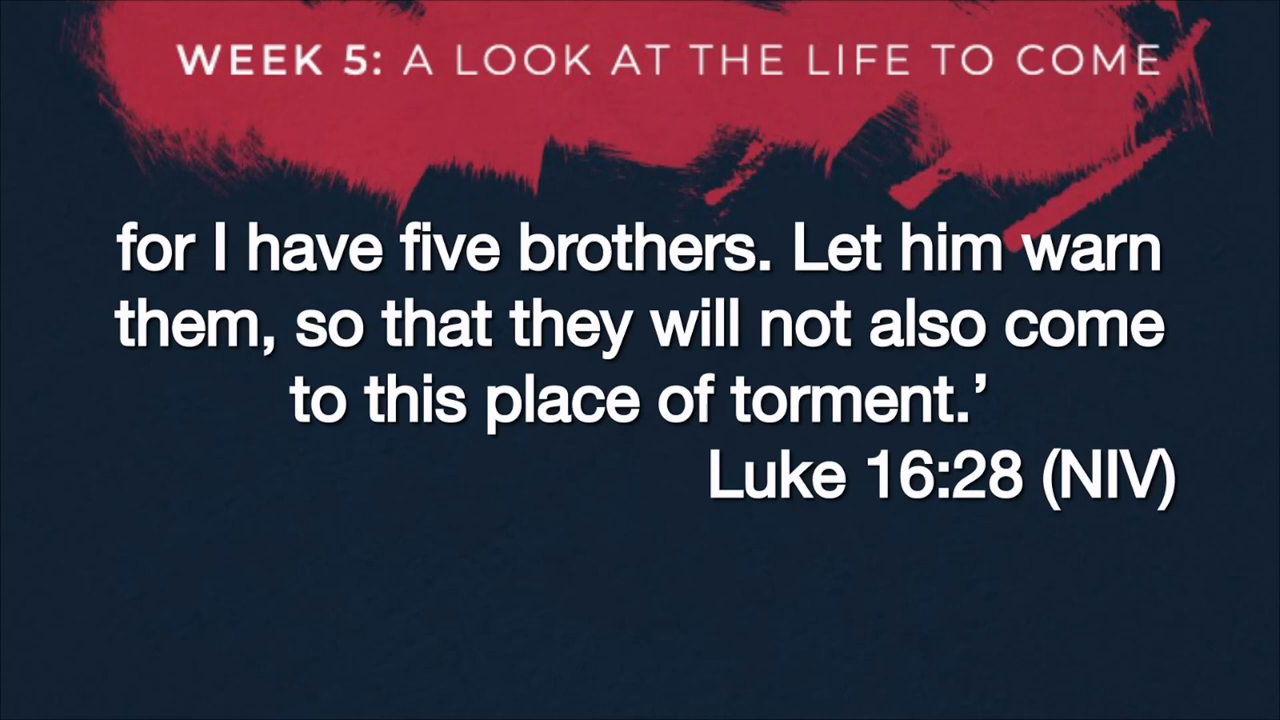 WEEK 5: A LOOK AT THE LIFE TO COME
for I have five brothers. Let him warn
them, so that they will not also come
to this place of torment.’
Luke 16:28 (NIV)